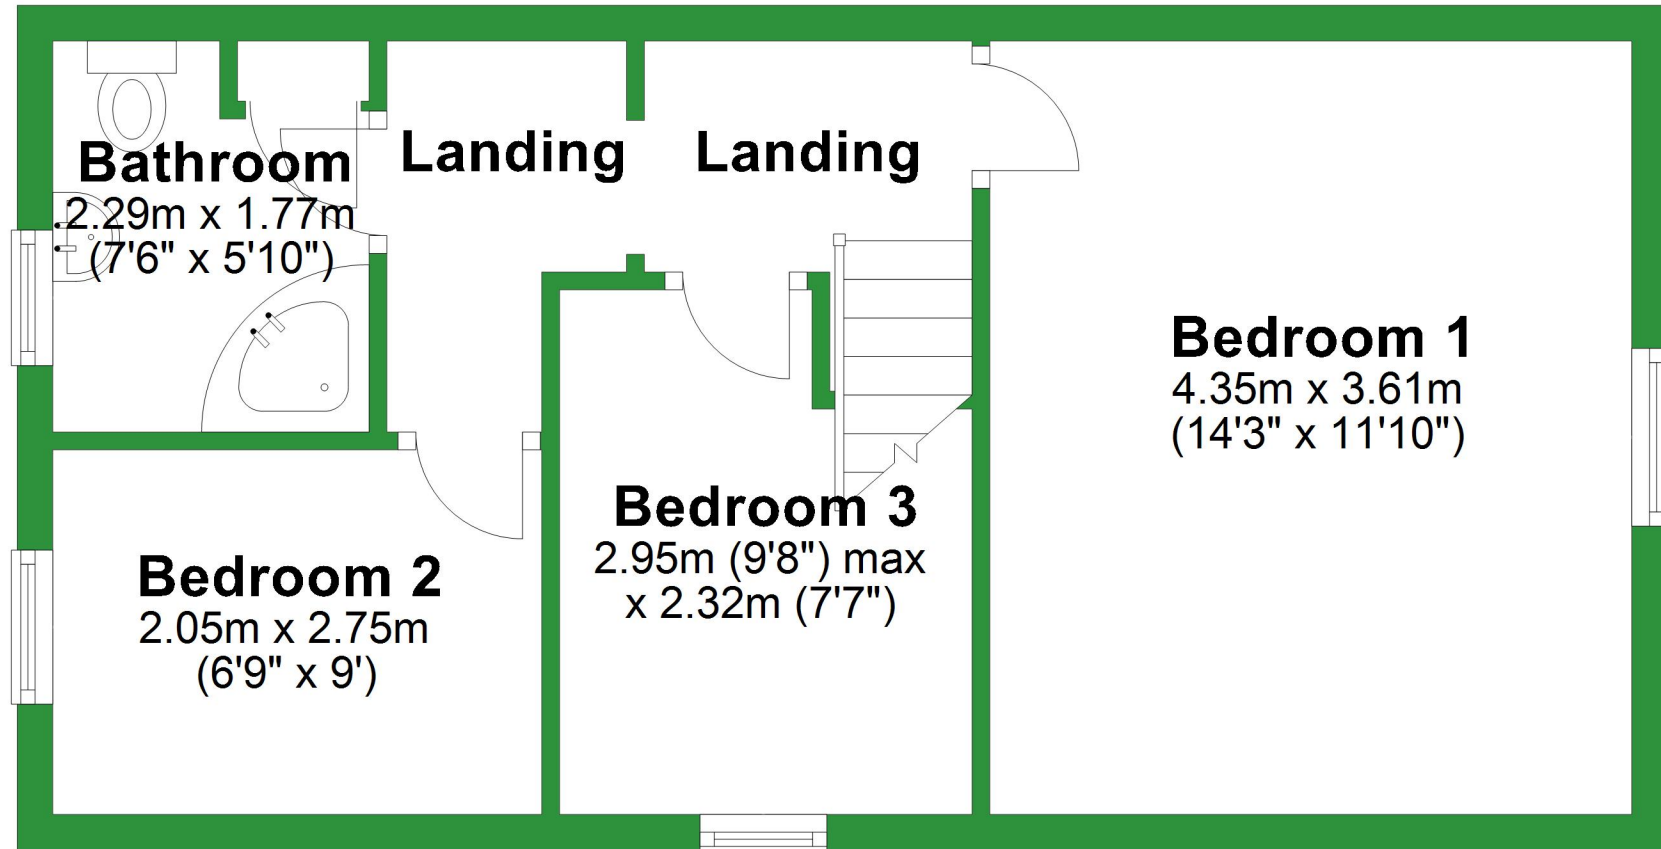 Bathroom
2.29m x 1.77m
(7'6" x 5'10")
Landing
Landing
Bedroom 1
4.35m x 3.61m
(14'3" x 11'10")
Bedroom 2
2.05m x 2.75m
(6'9" x 9')
Bedroom 3
2.95m (9'8") max
x 2.32m (7'7")